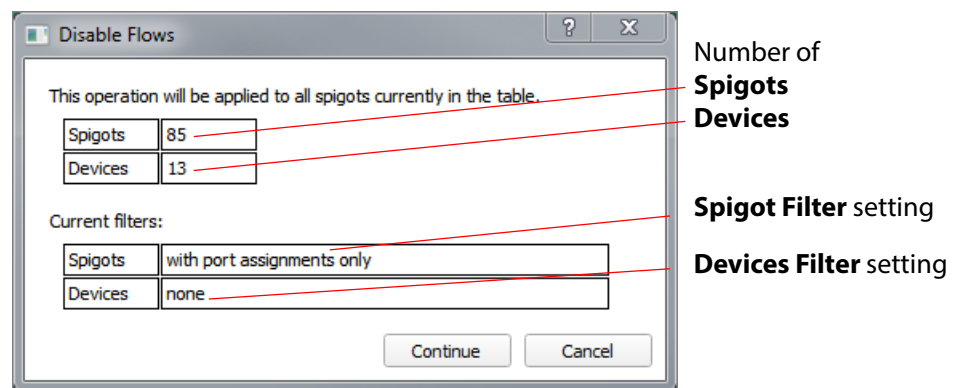 Disable Flows
This operation will be applied to all spigots currently in the table.
Spigots 85
Devices 13
Current filters:
Spigots with port assignments only
Devices none
Continue Cancel
Number of
Spigots
Devices
Spigot Filter setting
Devices Filter setting